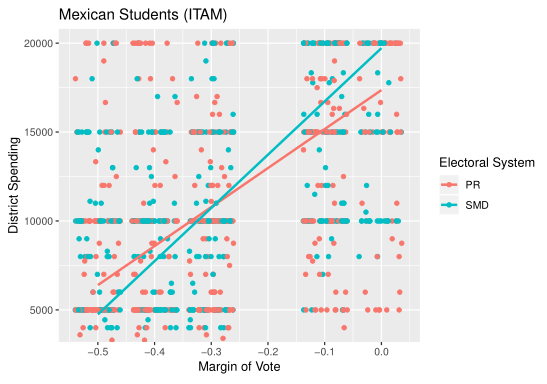 Mexican Students (ITAM)
20000
15000
10000
5000
District Spending
−0.5 −0.4 −0.3 −0.2 −0.1 0.0
Margin of Vote
Electoral System
PR
SMD